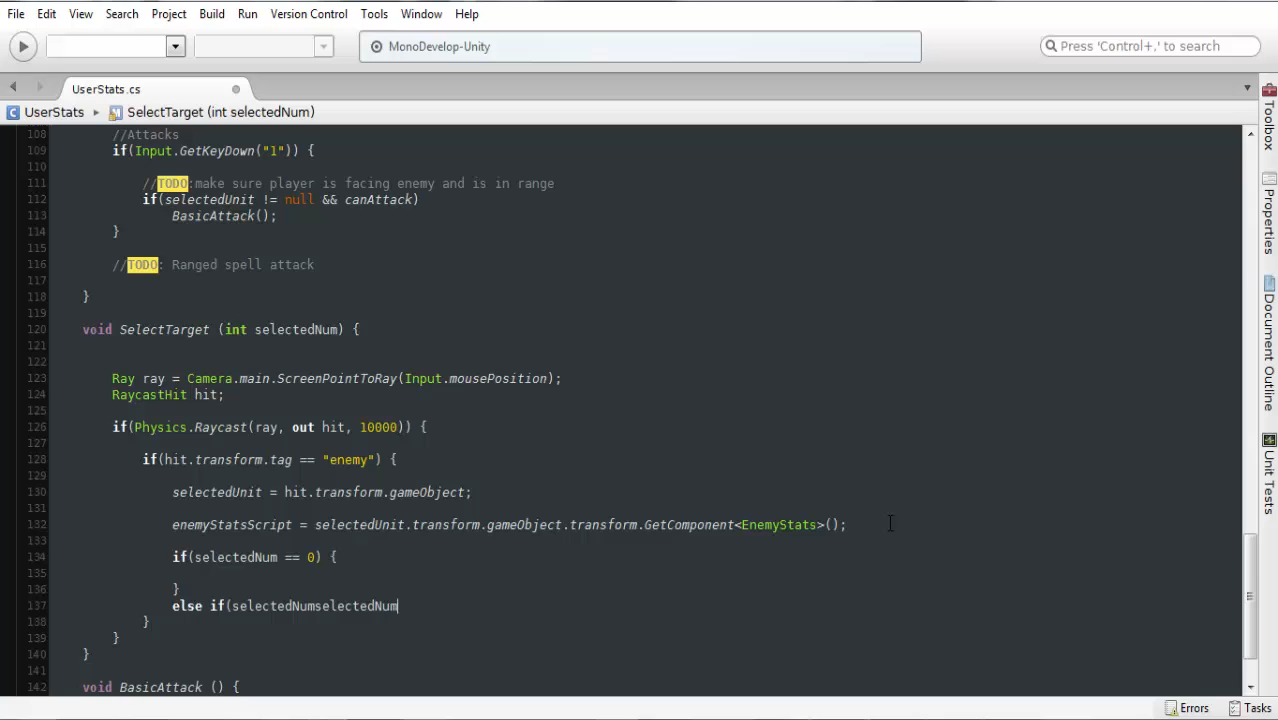 File Edit View Search Project Build Run Version Control Tools Window Help
MonoDevelop-Unity
Press 'Control+,' to search
UserStats.cs
UserStats SelectTarget (int selectedNum)
108 //Attacks
109 if(Input.GetKeyDown("1")) {
110
111 //TODO:make sure player is facing enemy and is in range
112 if(selectedUnit != null && canAttack)
113 BasicAttack();
114 }
115
116 //TODO: Ranged spell attack
117
118 }
119
120 void SelectTarget (int selectedNum) {
121
122
123 Ray ray = Camera.main.ScreenPointToRay(Input.mousePosition);
124 RaycastHit hit;
125
126 if(Physics.Raycast(ray, out hit, 10000)) {
127
128 if(hit.transform.tag == "enemy") {
129
130 selectedUnit = hit.transform.gameObject;
131
132 enemyStatsScript = selectedUnit.transform.gameObject.transform.GetComponent<EnemyStats>();
133
134 if(selectedNum == 0) {
135
136 }
137 else if(selectedNumselectedNum
138 }
139 }
140 }
141
142 void BasicAttack () {
Toolbox
Properties
Document Outline
Unit Tests
Errors Tasks